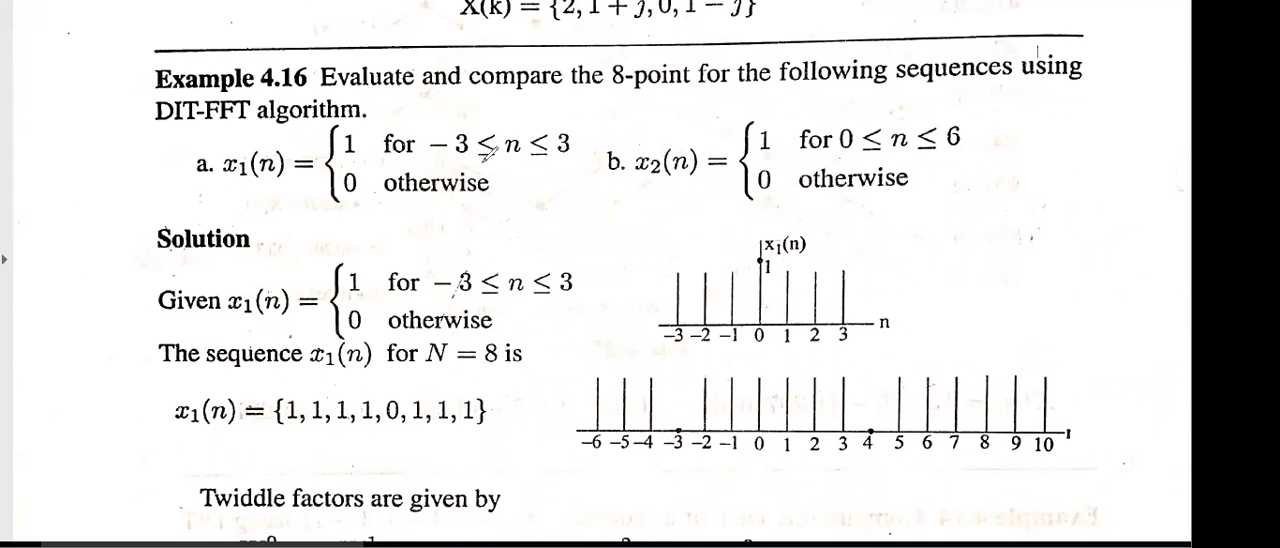 X(k) = {2, 1 + j, 0, 1 − j}
Example 4.16 Evaluate and compare the 8-point for the following sequences using
DIT-FFT algorithm.
a. x₁(n) = { 1 for − 3 ≤ n ≤ 3
0 otherwise
b. x₂(n) = { 1 for 0 ≤ n ≤ 6
0 otherwise
Solution
Given x₁(n) = { 1 for − 3 ≤ n ≤ 3
0 otherwise
x₁(n)
1
−3 −2 −1 0 1 2 3 n
The sequence x₁(n) for N = 8 is
x₁(n) = {1, 1, 1, 1, 0, 1, 1, 1}
−6 −5 −4 −3 −2 −1 0 1 2 3 4 5 6 7 8 9 10
Twiddle factors are given by